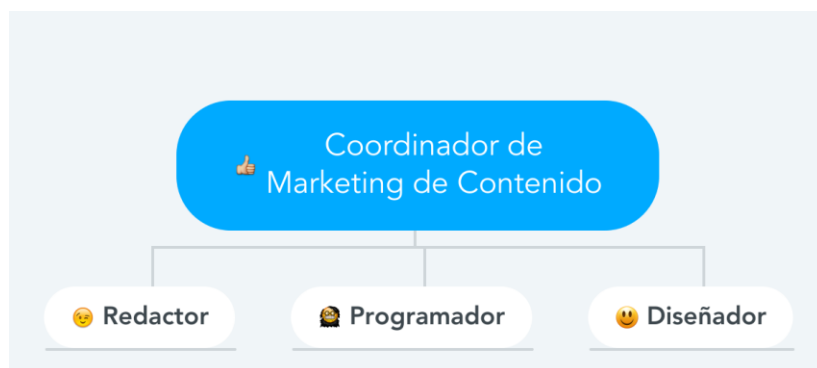 Coordinador de
Marketing de Contenido
Redactor
Programador
Diseñador